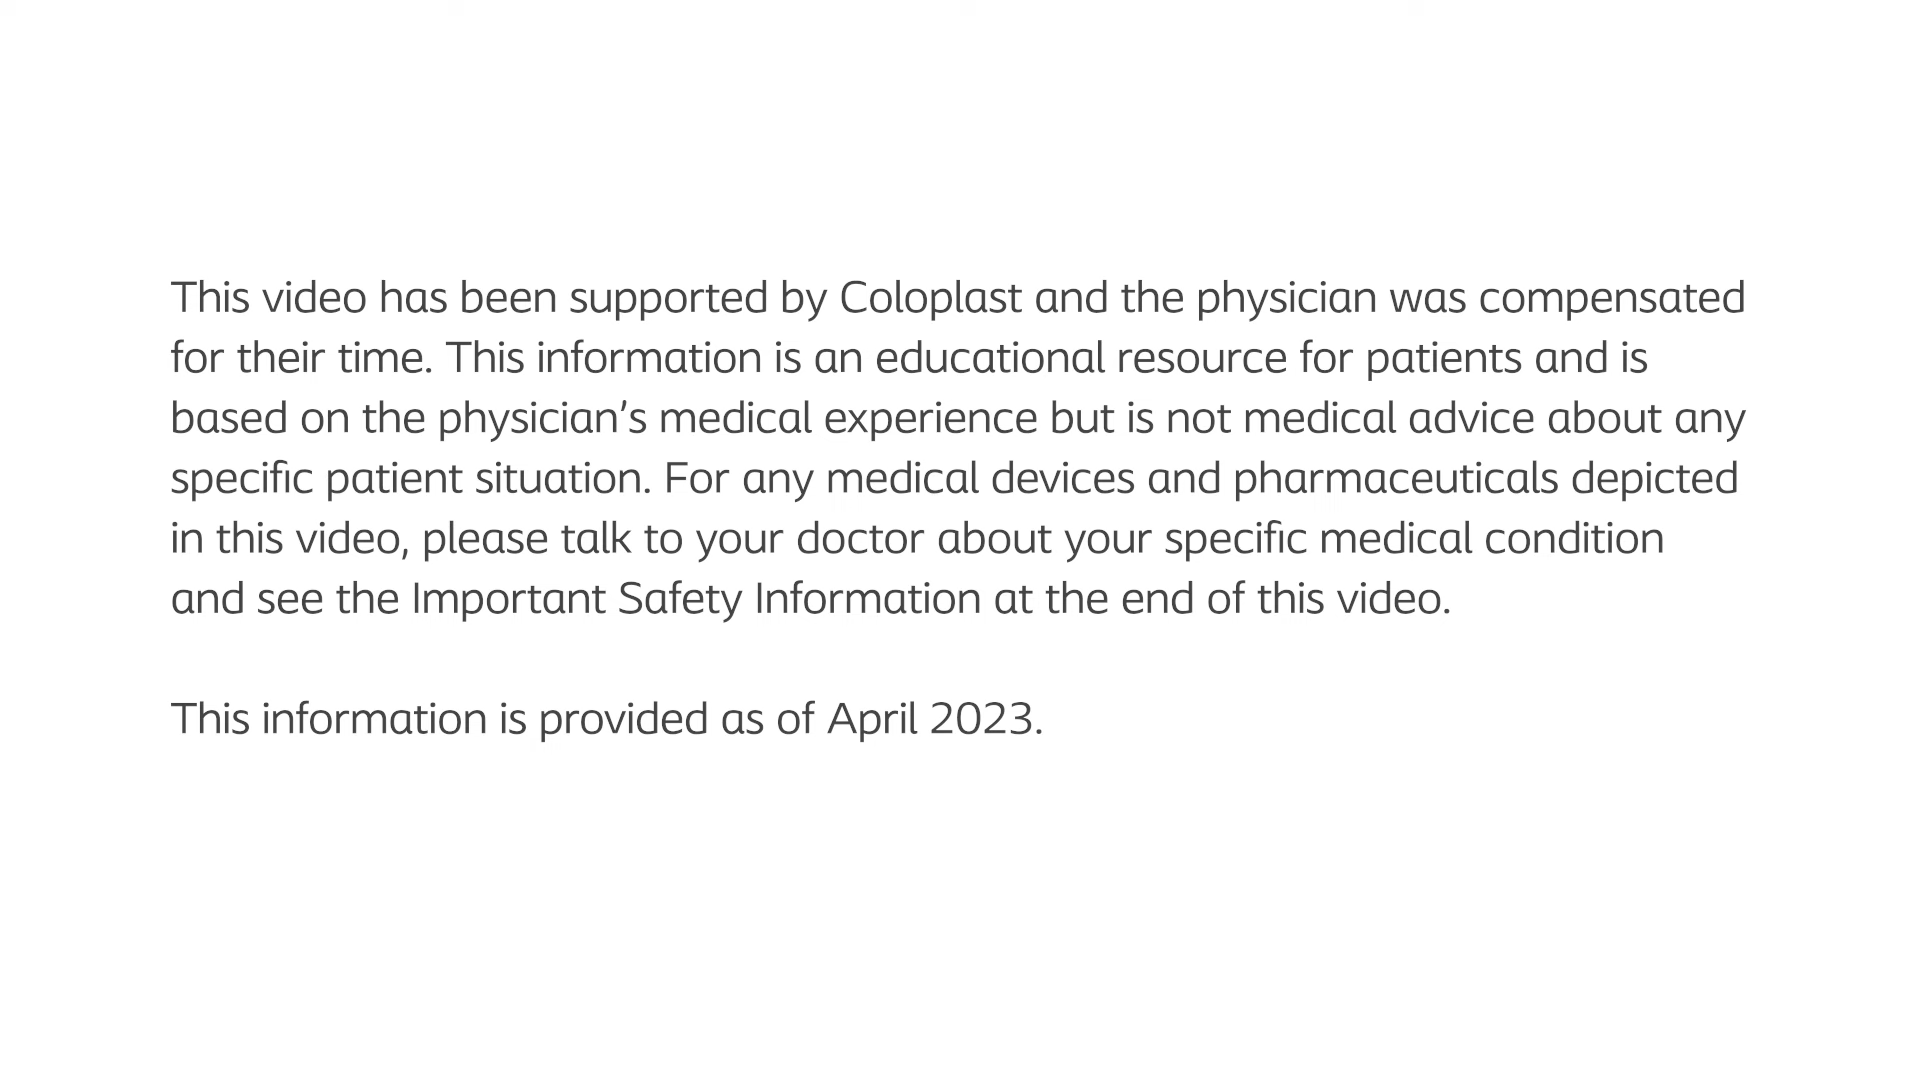 This video has been supported by Coloplast and the physician was compensated
for their time. This information is an educational resource for patients and is
based on the physician’s medical experience but is not medical advice about any
specific patient situation. For any medical devices and pharmaceuticals depicted
in this video, please talk to your doctor about your specific medical condition
and see the Important Safety Information at the end of this video.
This information is provided as of April 2023.